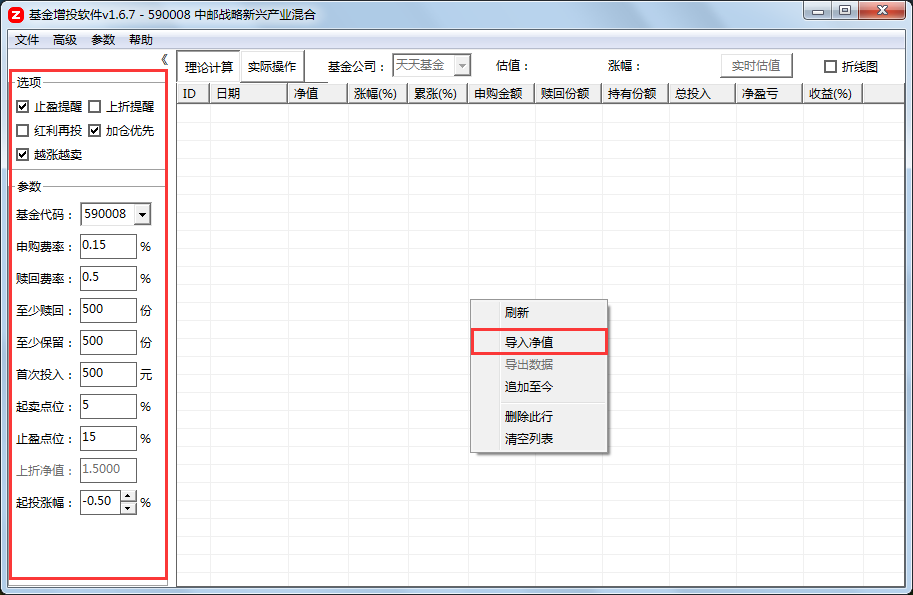 基金增投软件v1.6.7 - 590008 中邮战略新兴产业混合
文件 高级 参数 帮助
《
选项
止盈提醒 上折提醒
红利再投 加仓优先
越涨越卖
参数
基金代码： 590008
申购费率： 0.15 %
赎回费率： 0.5 %
至少赎回： 500 份
至少保留： 500 份
首次投入： 500 元
起卖点位： 5 %
止盈点位： 15 %
上折净值： 1.5000
起投涨幅： -0.50 %
理论计算 实际操作 基金公司： 天天基金 估值： 涨幅： 实时估值 折线图
ID 日期 净值 涨幅(%) 累涨(%) 申购金额 赎回份额 持有份额 总投入 净盈亏 收益(%)
刷新
导入净值
导出数据
追加至今
删除此行
清空列表